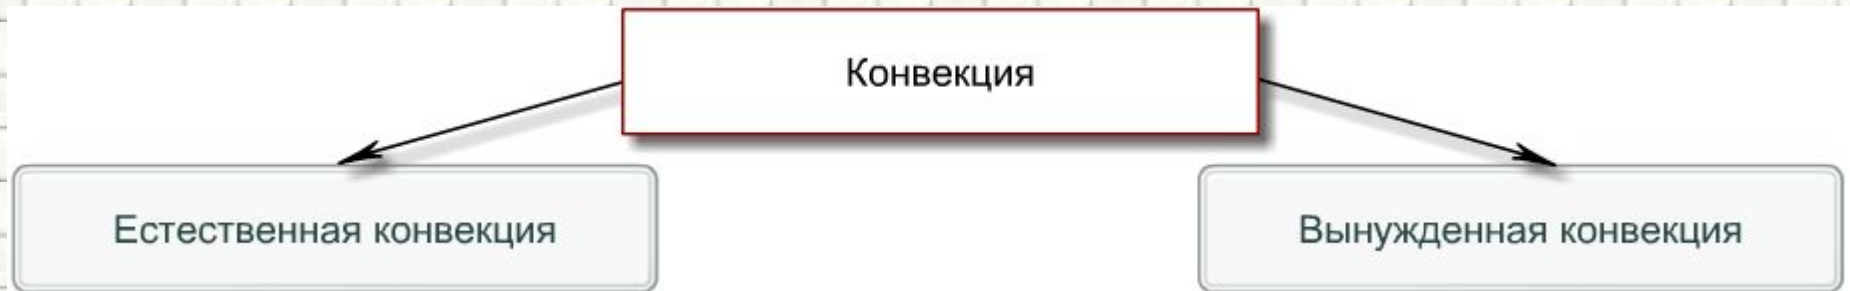 Конвекция
Естественная конвекция
Вынужденная конвекция